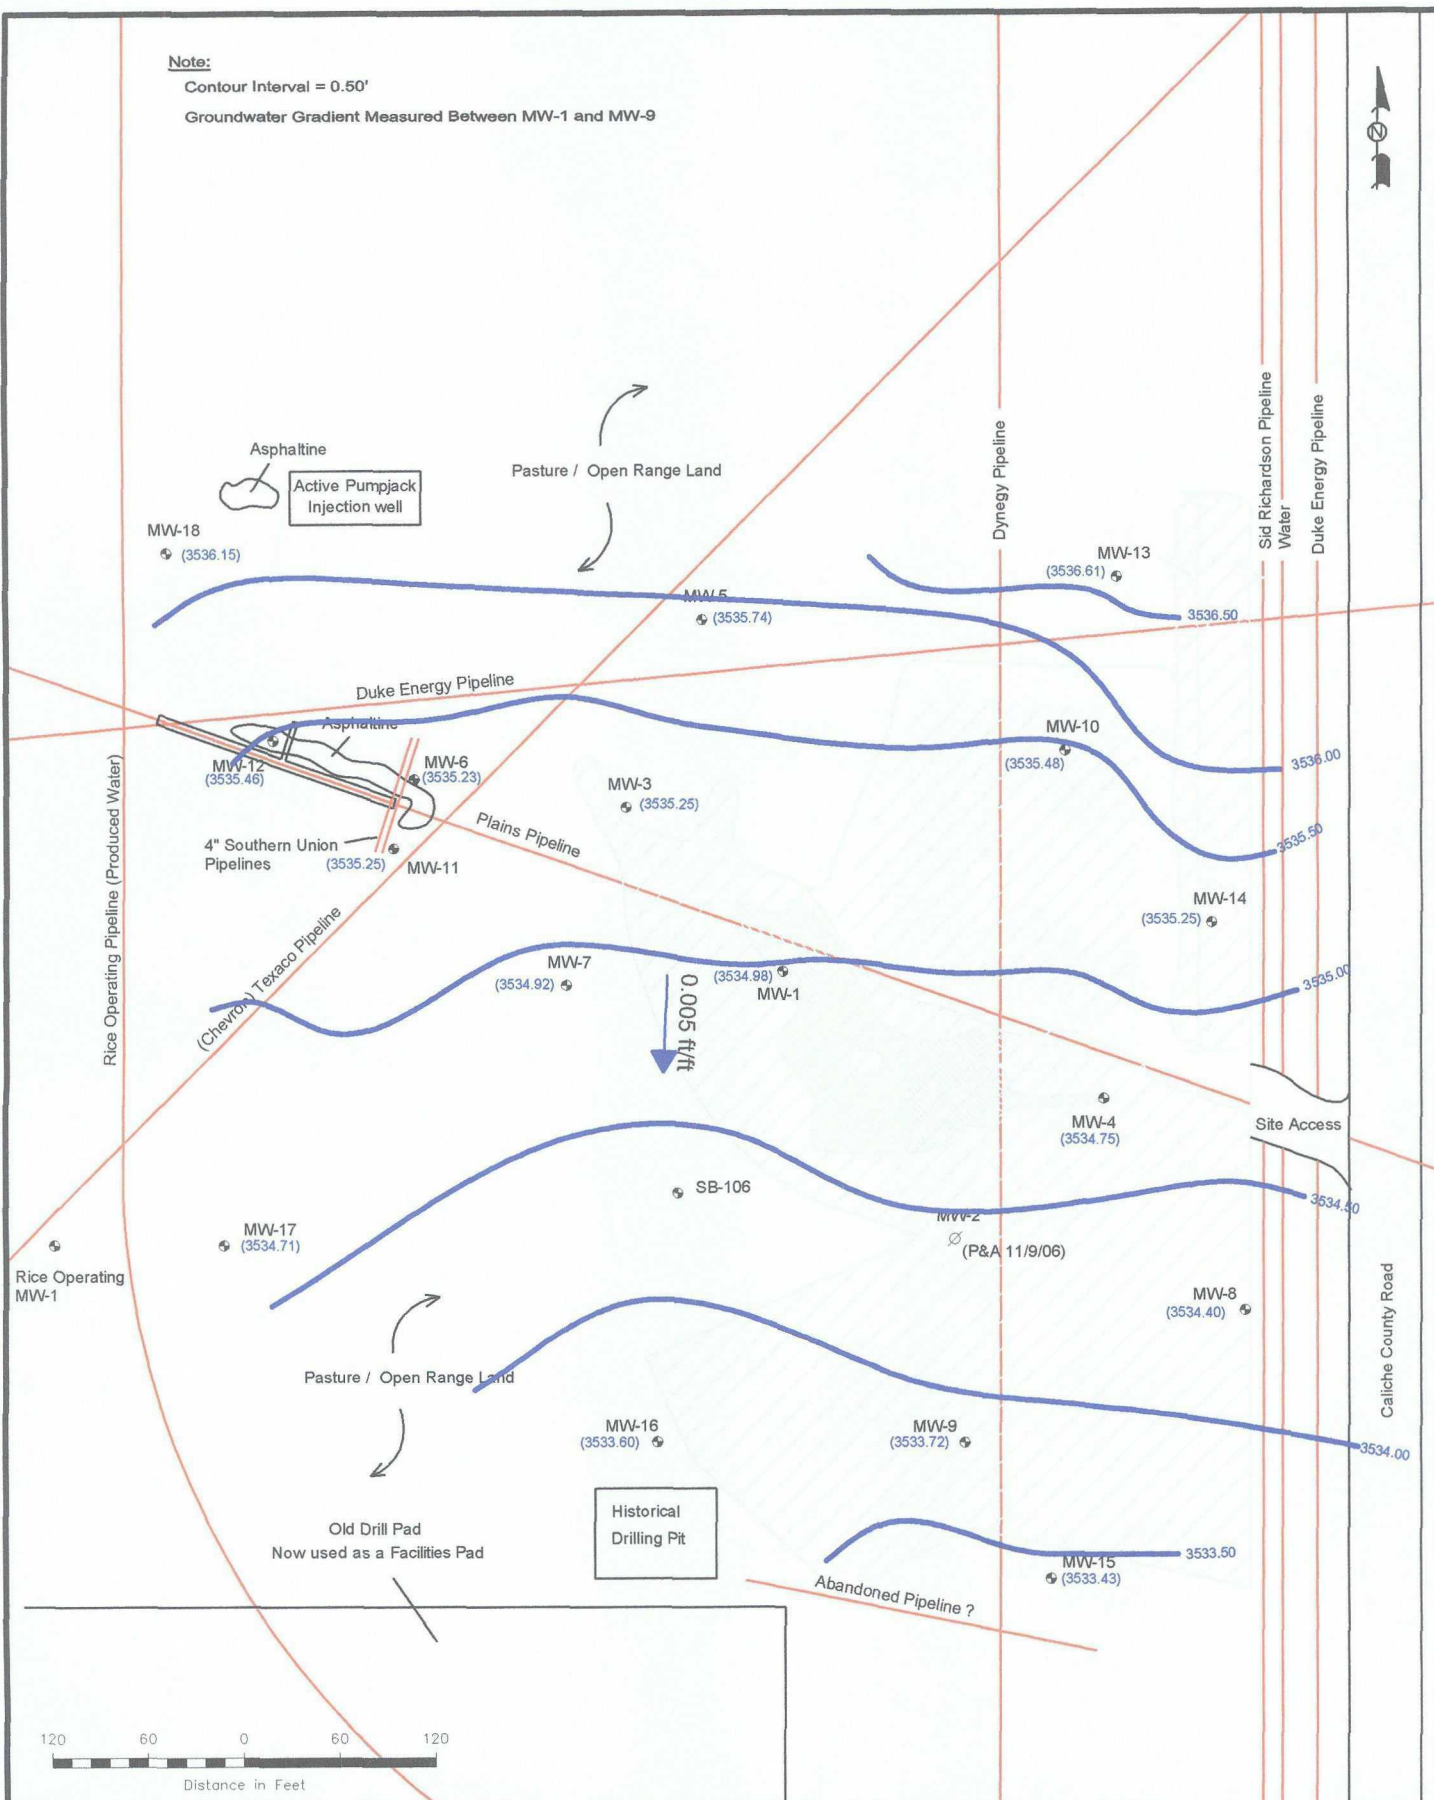 Note:
Contour Interval = 0.50'
Groundwater Gradient Measured Between MW-1 and MW-9
N
Asphaltine
Active Pumpjack
Injection well
Pasture / Open Range Land
Dynegy Pipeline
Sid Richardson Pipeline
Water
Duke Energy Pipeline
MW-18
(3536.15)
MW-13
(3536.61)
MW-5
(3535.74)
3536.50
Duke Energy Pipeline
Asphaltine
MW-10
(3535.48)
MW-12
(3535.46)
MW-6
(3535.23)
3536.00
MW-3
(3535.25)
Plains Pipeline
4" Southern Union
Pipelines
(3535.25)
MW-11
3535.50
Rice Operating Pipeline (Produced Water)
MW-14
(3535.25)
(Chevron) Texaco Pipeline
MW-7
(3534.92)
(3534.98)
MW-1
3535.00
0.005 ft/ft
MW-4
(3534.75)
Site Access
SB-106
3534.50
MW-2
(P&A 11/9/06)
MW-17
(3534.71)
Rice Operating
MW-1
MW-8
(3534.40)
Caliche County Road
Pasture / Open Range Land
MW-16
(3533.60)
MW-9
(3533.72)
3534.00
Historical
Drilling Pit
Old Drill Pad
Now used as a Facilities Pad
3533.50
MW-15
(3533.43)
Abandoned Pipeline ?
120 60 0 60 120
Distance in Feet